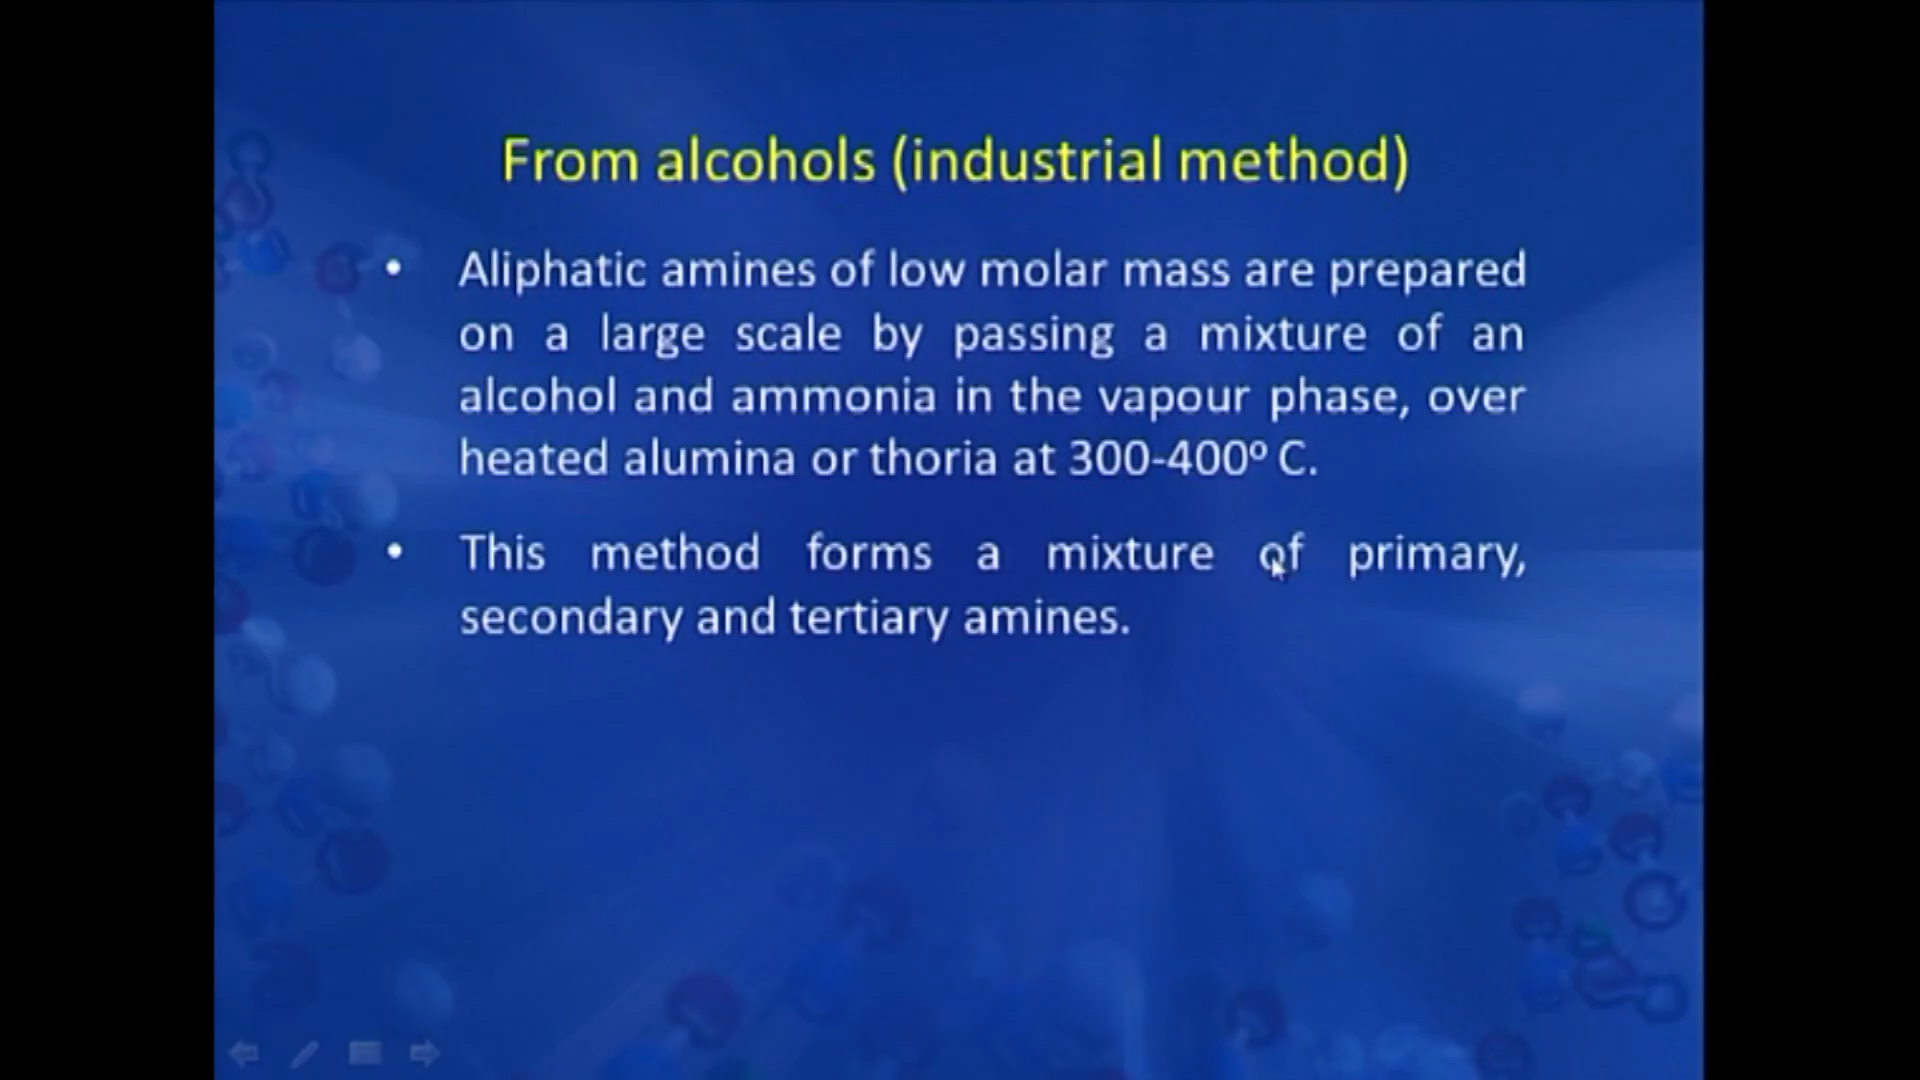 From alcohols (industrial method)
• Aliphatic amines of low molar mass are prepared
on a large scale by passing a mixture of an
alcohol and ammonia in the vapour phase, over
heated alumina or thoria at 300-400º C.
• This method forms a mixture of primary,
secondary and tertiary amines.